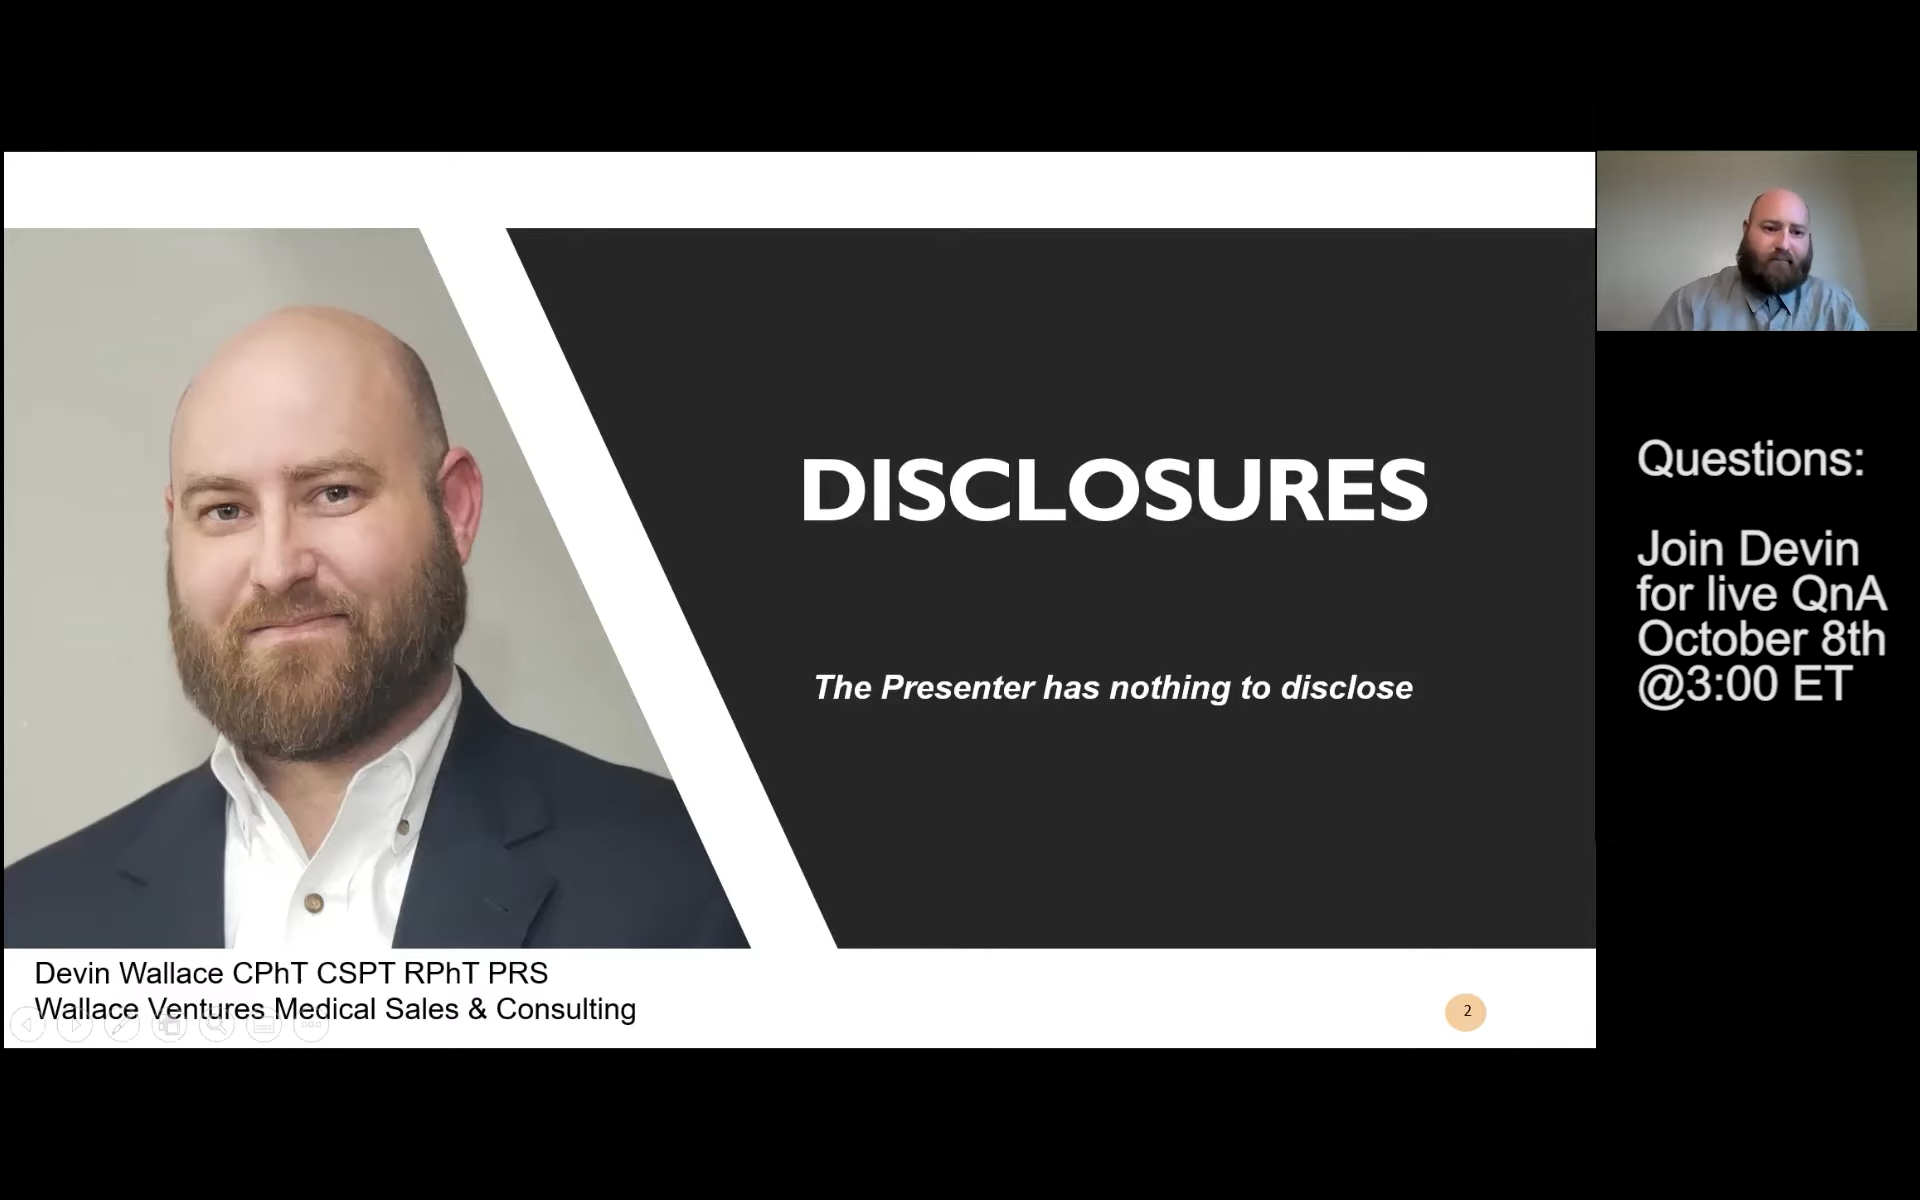 DISCLOSURES
The Presenter has nothing to disclose
Devin Wallace CPhT CSPT RPhT PRS
Wallace Ventures Medical Sales & Consulting
2
Questions:
Join Devin
for live QnA
October 8th
@3:00 ET